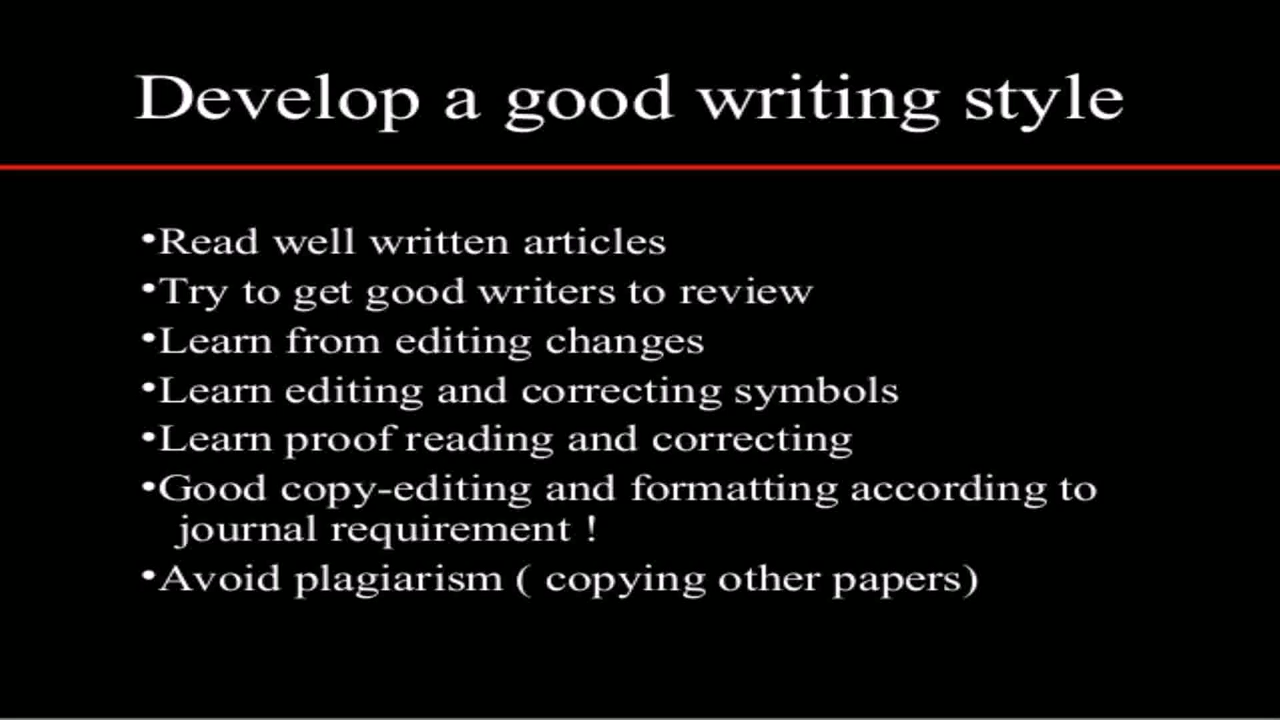 Develop a good writing style
•Read well written articles
•Try to get good writers to review
•Learn from editing changes
•Learn editing and correcting symbols
•Learn proof reading and correcting
•Good copy-editing and formatting according to
journal requirement !
•Avoid plagiarism ( copying other papers)